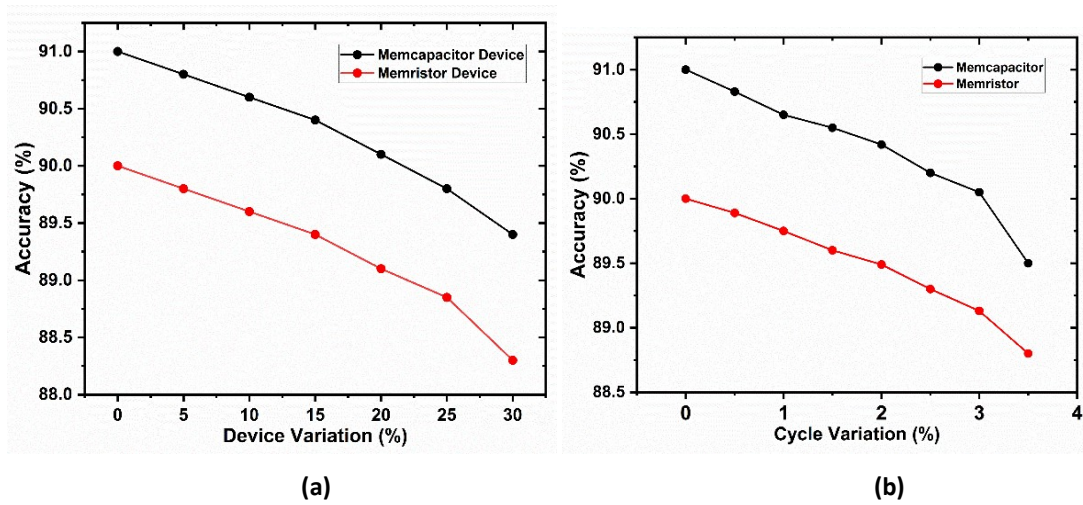 91.0
90.5
90.0
89.5
89.0
88.5
88.0
Accuracy (%)
Memcapacitor Device
Memristor Device
0 5 10 15 20 25 30
Device Variation (%)
(a)
91.0
90.5
90.0
89.5
89.0
88.5
Accuracy (%)
Memcapacitor
Memristor
0 1 2 3 4
Cycle Variation (%)
(b)